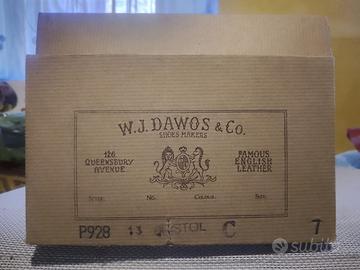 W.J. DAWOS & Co.
SHOES MAKERS
126
QUEENSBURY
AVENUE
FAMOUS
ENGLISH
LEATHER
STYLE:
NO.
COLOUR.
SIZE.
P928 13 C 7
subito